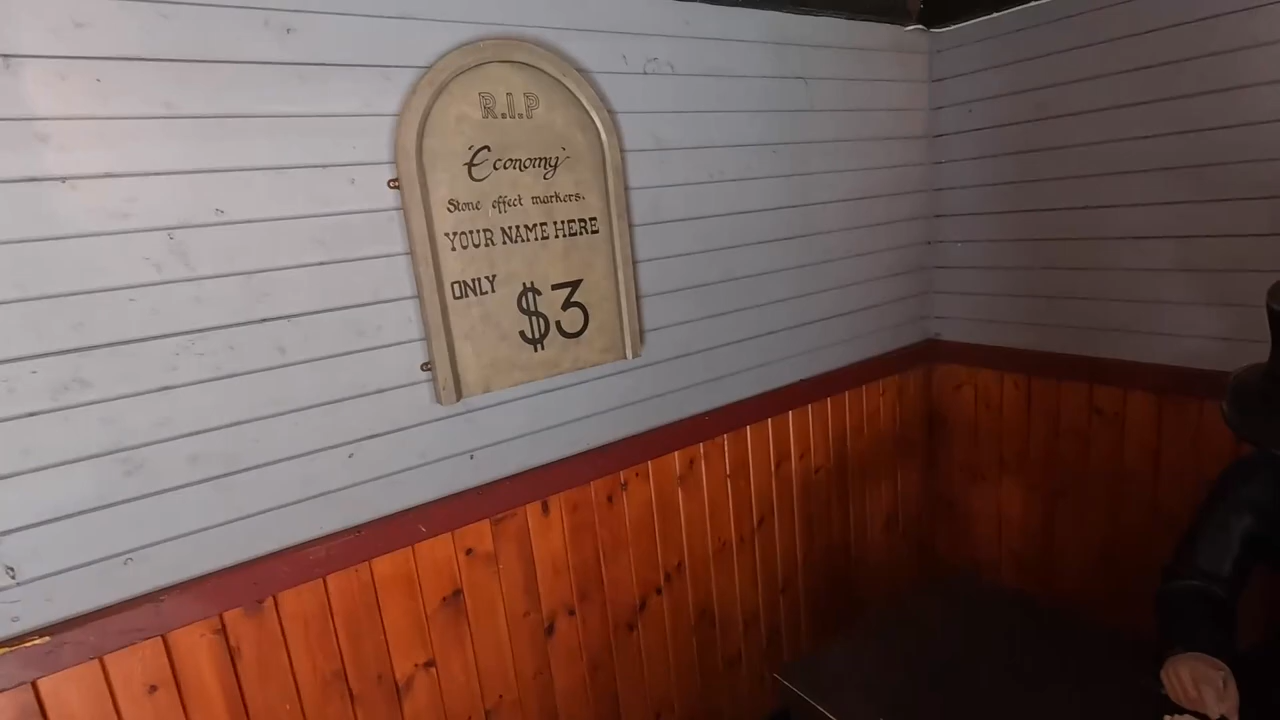 R.I.P
'Economy'
Stone effect markers.
YOUR NAME HERE
ONLY $3